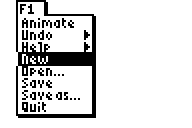 F1
Animate
Undo
Help
New
Open...
Save
Save as...
Quit